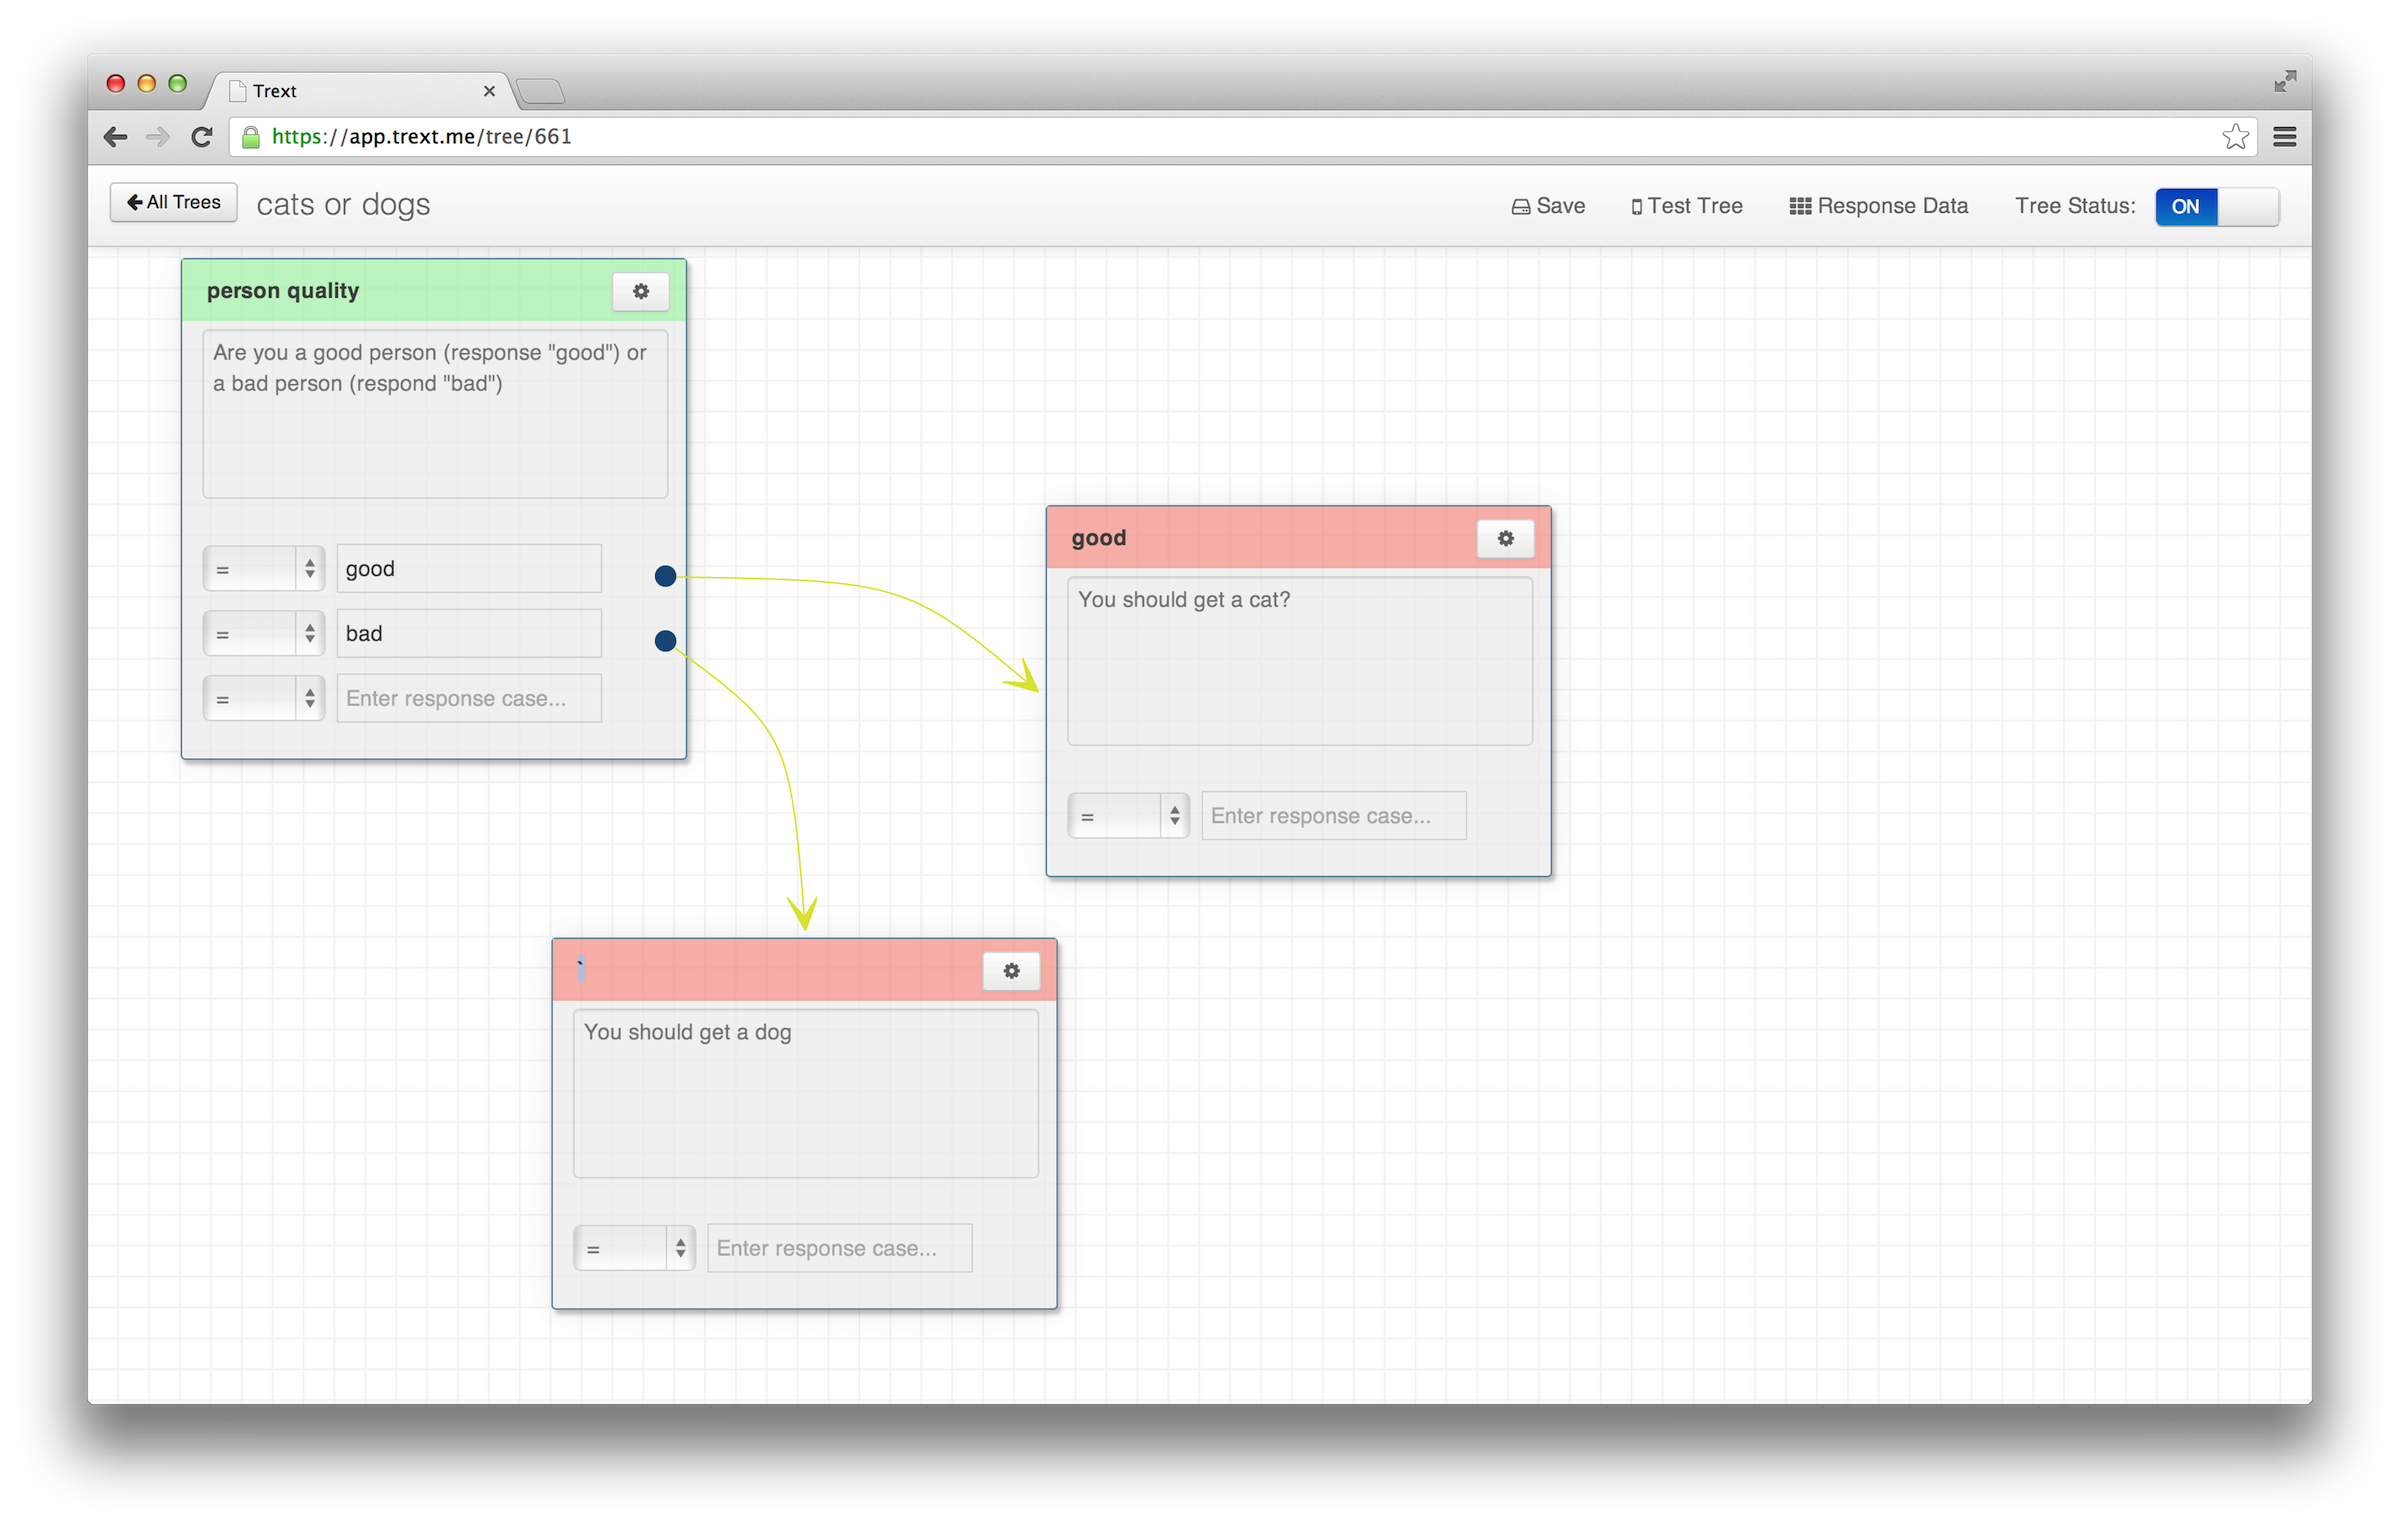 Trext
https://app.trext.me/tree/661
All Trees
cats or dogs
Save
Test Tree
Response Data
Tree Status:
ON
person quality
Are you a good person (response "good") or
a bad person (respond "bad")
= good
= bad
= Enter response case...
good
You should get a cat?
= Enter response case...
`
You should get a dog
= Enter response case...